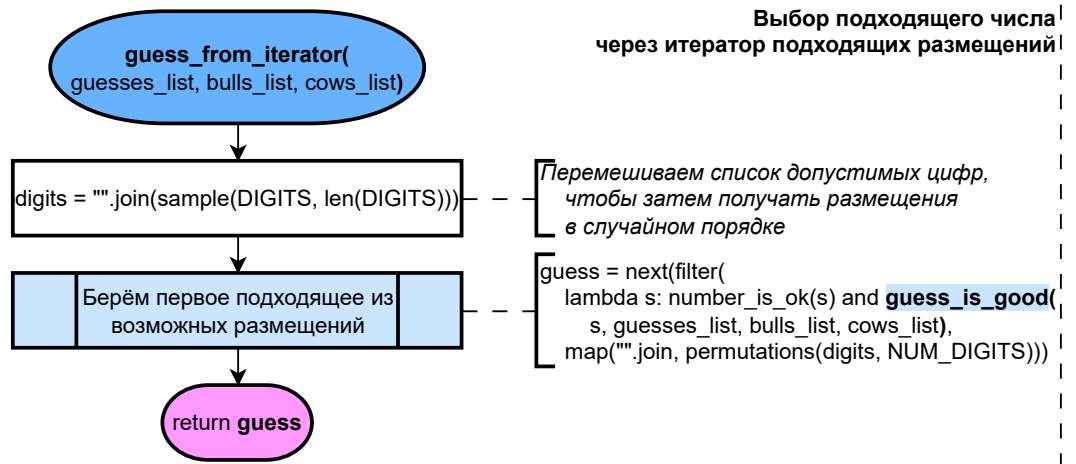 Выбор подходящего числа
через итератор подходящих размещений
guess_from_iterator(
guesses_list, bulls_list, cows_list)
digits = "".join(sample(DIGITS, len(DIGITS)))
Перемешиваем список допустимых цифр,
чтобы затем получать размещения
в случайном порядке
Берём первое подходящее из
возможных размещений
guess = next(filter(
lambda s: number_is_ok(s) and guess_is_good(
s, guesses_list, bulls_list, cows_list),
map("".join, permutations(digits, NUM_DIGITS)))
return guess